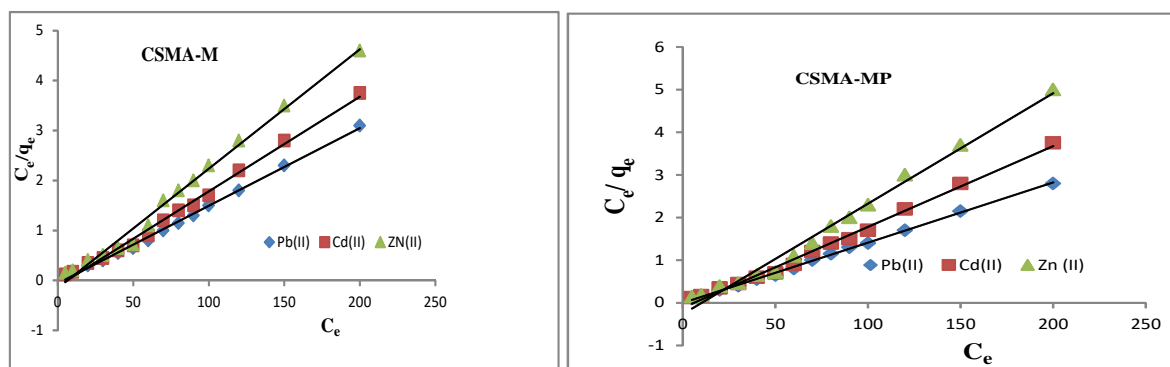 CSMA-M
5
4
3
2
1
0
-1
0 50 100 150 200 250
Ce/qe
Ce
Pb(II) Cd(II) ZN(II)
CSMA-MP
6
5
4
3
2
1
0
-1
0 50 100 150 200 250
Ce/ qe
Ce
Pb(II) Cd(II) Zn (II)